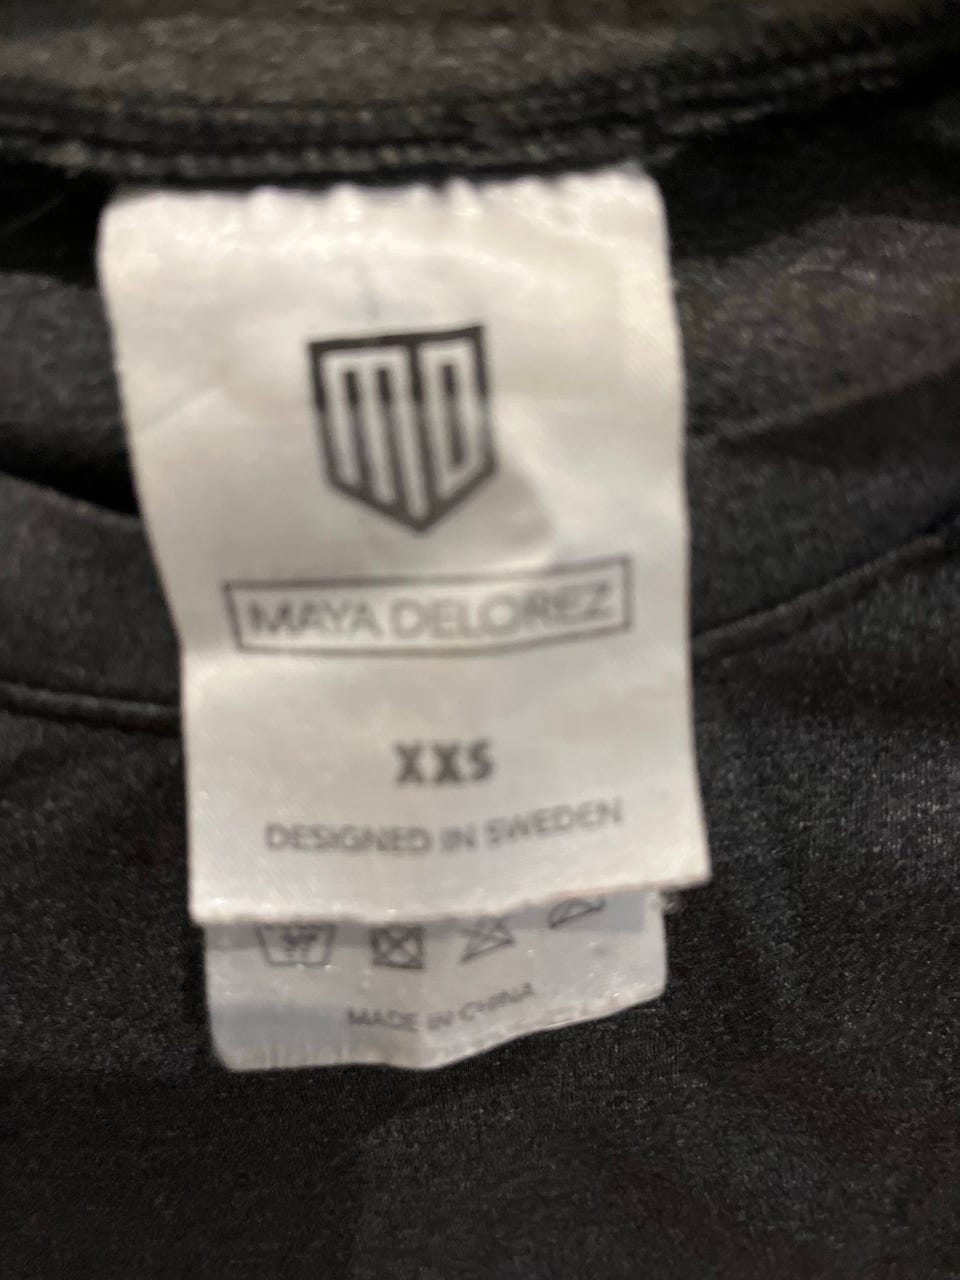 MD
MAYA DELOREZ
XXS
DESIGNED IN SWEDEN
MADE IN CHINA